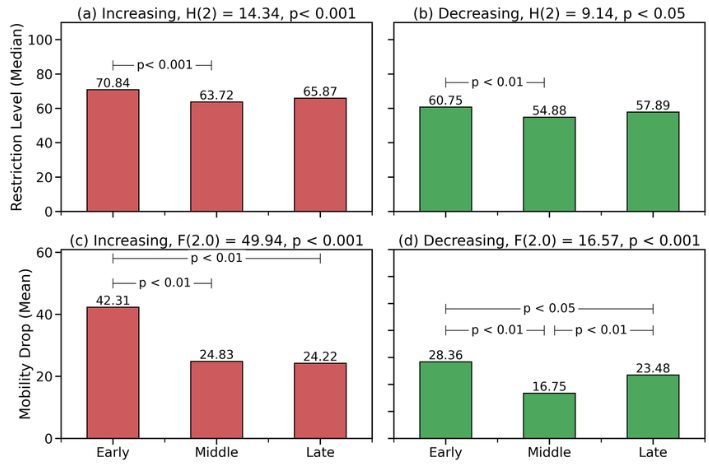 (a) Increasing, H(2) = 14.34, p< 0.001
(b) Decreasing, H(2) = 9.14, p < 0.05
Restriction Level (Median)
100
80
60
40
20
0
p< 0.001
70.84
63.72
65.87
p < 0.01
60.75
54.88
57.89
(c) Increasing, F(2.0) = 49.94, p < 0.001
(d) Decreasing, F(2.0) = 16.57, p < 0.001
Mobility Drop (Mean)
60
40
20
0
p < 0.01
p < 0.01
42.31
24.83
24.22
p < 0.05
p < 0.01
p < 0.01
28.36
16.75
23.48
Early
Middle
Late
Early
Middle
Late